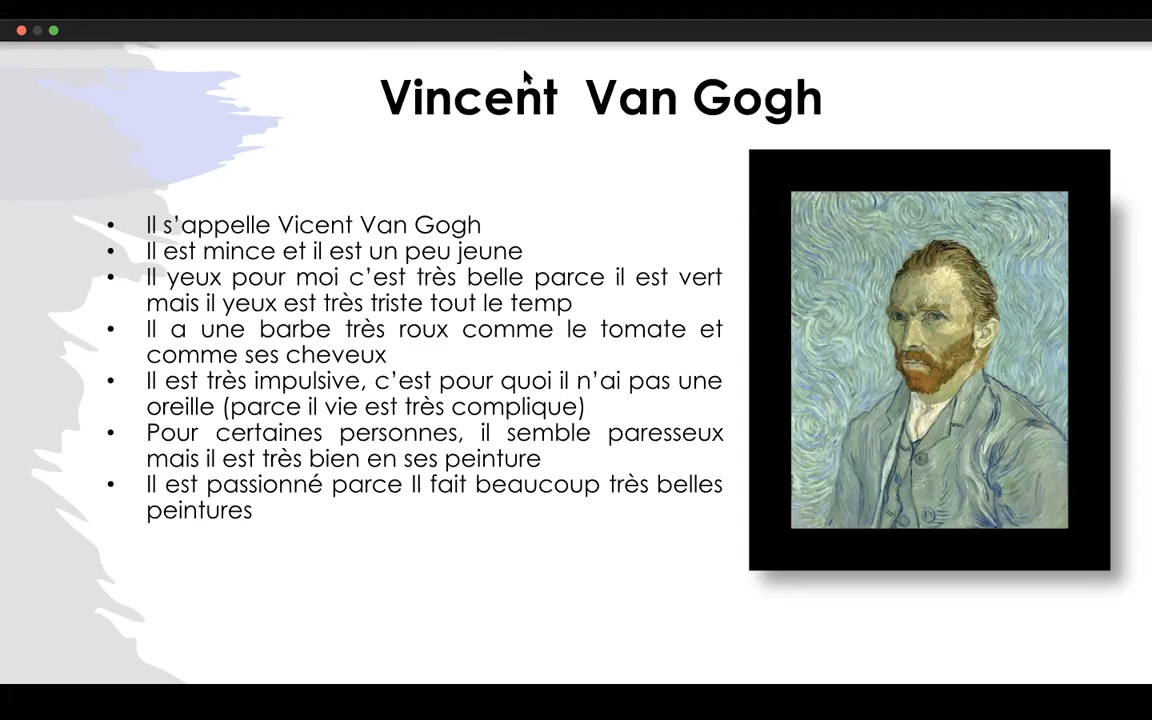 Vincent Van Gogh
• Il s’appelle Vicent Van Gogh
• Il est mince et il est un peu jeune
• Il yeux pour moi c’est très belle parce il est vert
mais il yeux est très triste tout le temp
• Il a une barbe très roux comme le tomate et
comme ses cheveux
• Il est très impulsive, c’est pour quoi il n’ai pas une
oreille (parce il vie est très complique)
• Pour certaines personnes, il semble paresseux
mais il est très bien en ses peinture
• Il est passionné parce Il fait beaucoup très belles
peintures